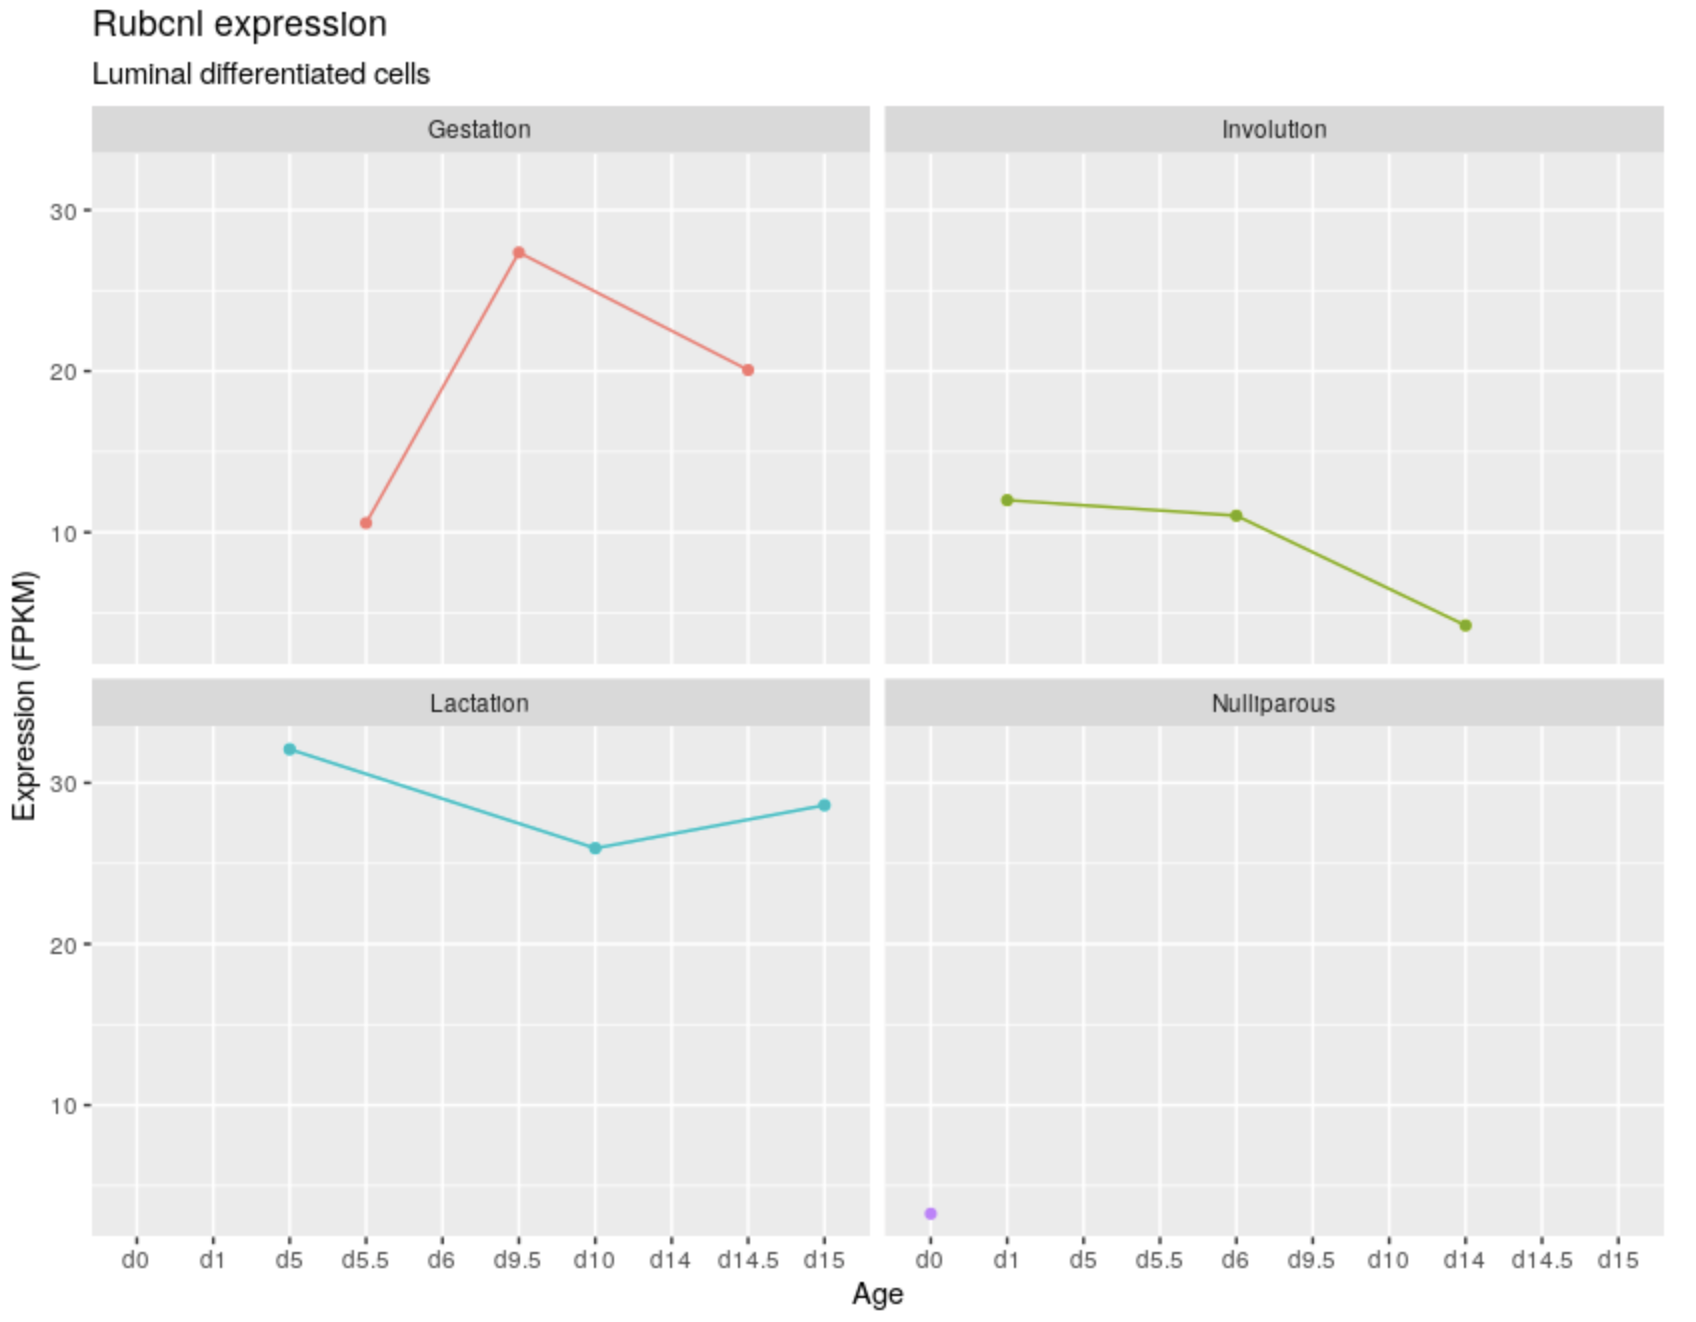 Rubcnl expression
Luminal differentiated cells
Gestation
Involution
30
20
10
Lactation
Nulliparous
30
20
10
Expression (FPKM)
d0 d1 d5 d5.5 d6 d9.5 d10 d14 d14.5 d15
d0 d1 d5 d5.5 d6 d9.5 d10 d14 d14.5 d15
Age